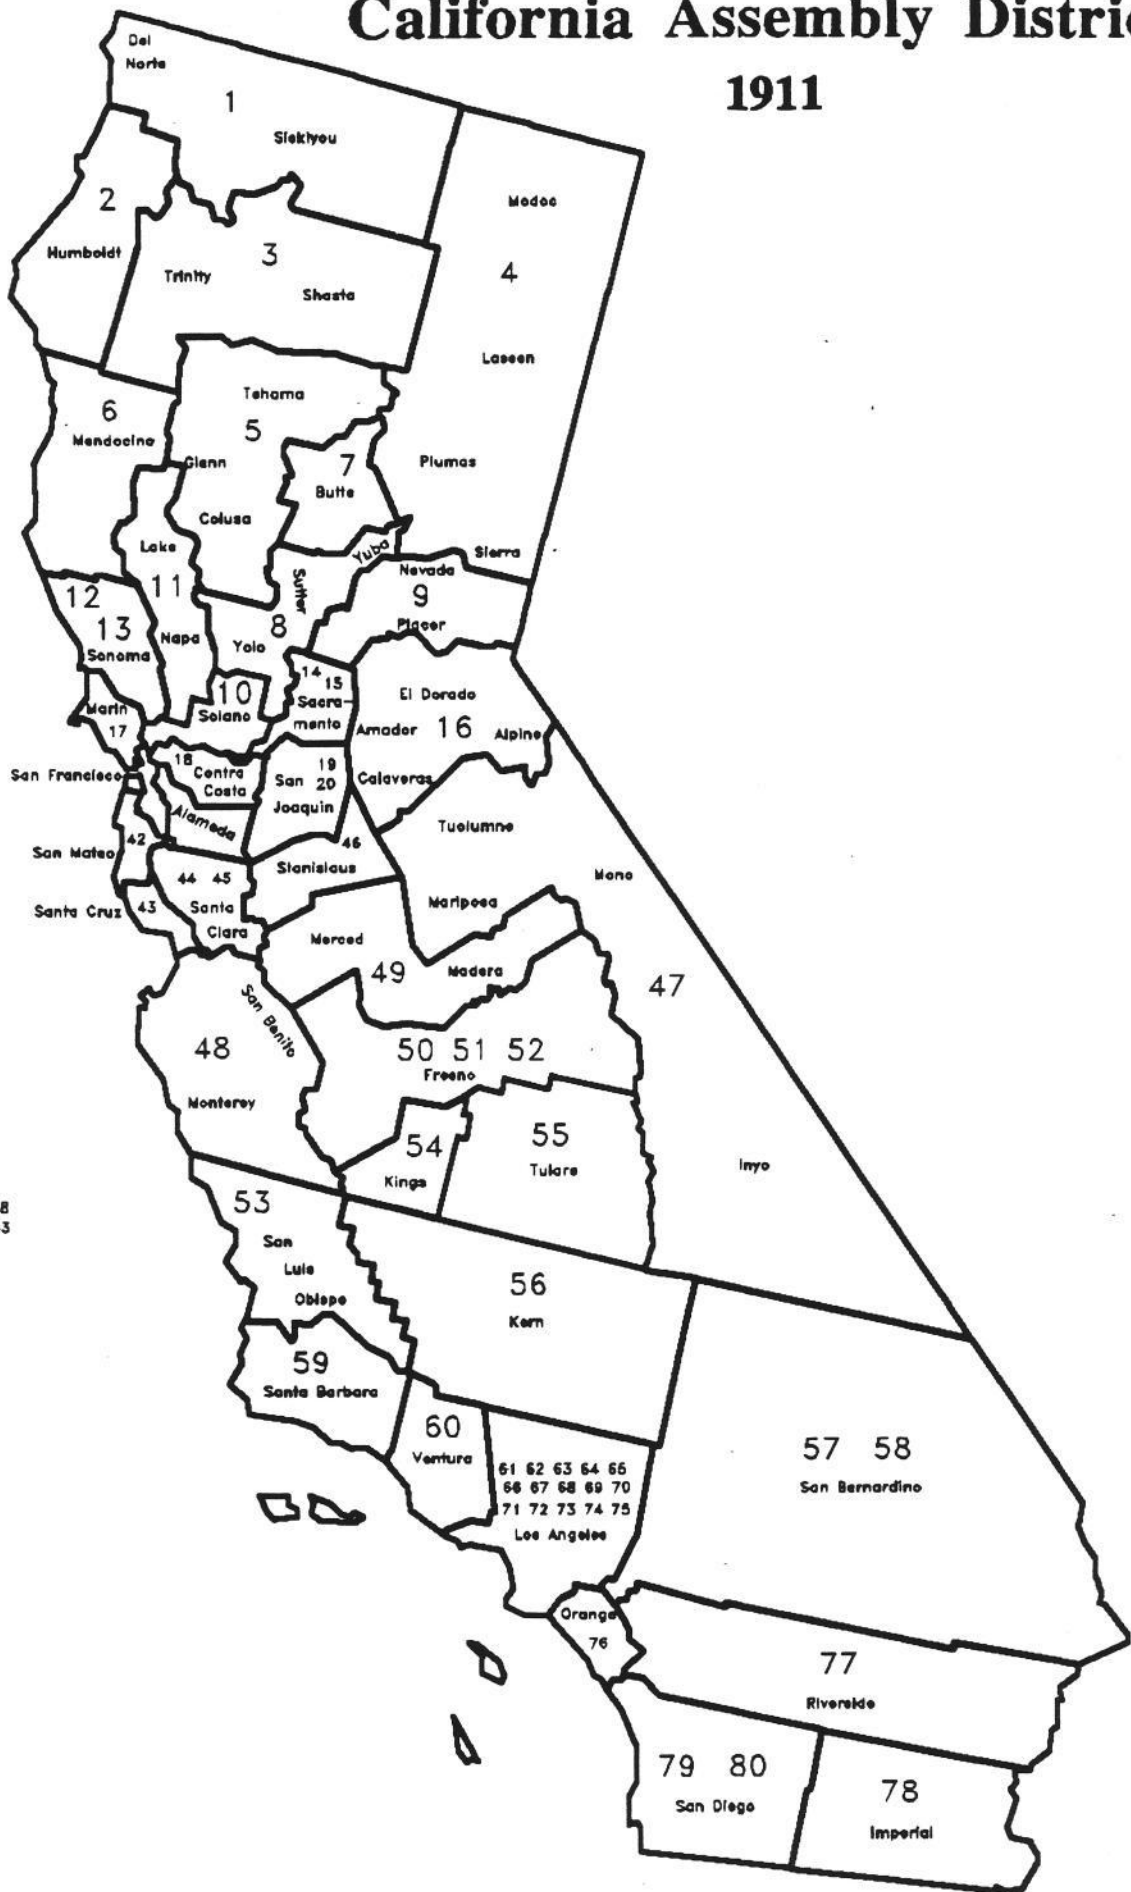 California Assembly Distric
1911
Del
Norte
1
Siskiyou
Modoc
2
Humboldt
3
Trinity
Shasta
4
Lassen
Tehama
5
6
Mendocino
Glenn
7
Butte
Plumas
Colusa
Lake
Yuba
Sierra
Nevada
9
Placer
Sutter
11
12
13
Sonoma
Napa
8
Yolo
14
15
Sacra-
mento
10
Solano
El Dorado
Amador
16
Alpine
Marin
17
San Francisco
18
Contra
Costa
19
San
20
Joaquin
Calaveras
Alameda
Tuolumne
46
Stanislaus
42
San Mateo
Mono
44 45
Santa
Clara
43
Santa Cruz
Mariposa
Merced
49
Madera
47
San Benito
48
Monterey
50 51 52
Fresno
54
Kings
55
Tulare
Inyo
8
3
53
San
Luis
Obispo
56
Kern
59
Santa Barbara
60
Ventura
57 58
San Bernardino
61 62 63 64 65
66 67 68 69 70
71 72 73 74 75
Los Angeles
Orange
76
77
Riverside
79 80
San Diego
78
Imperial